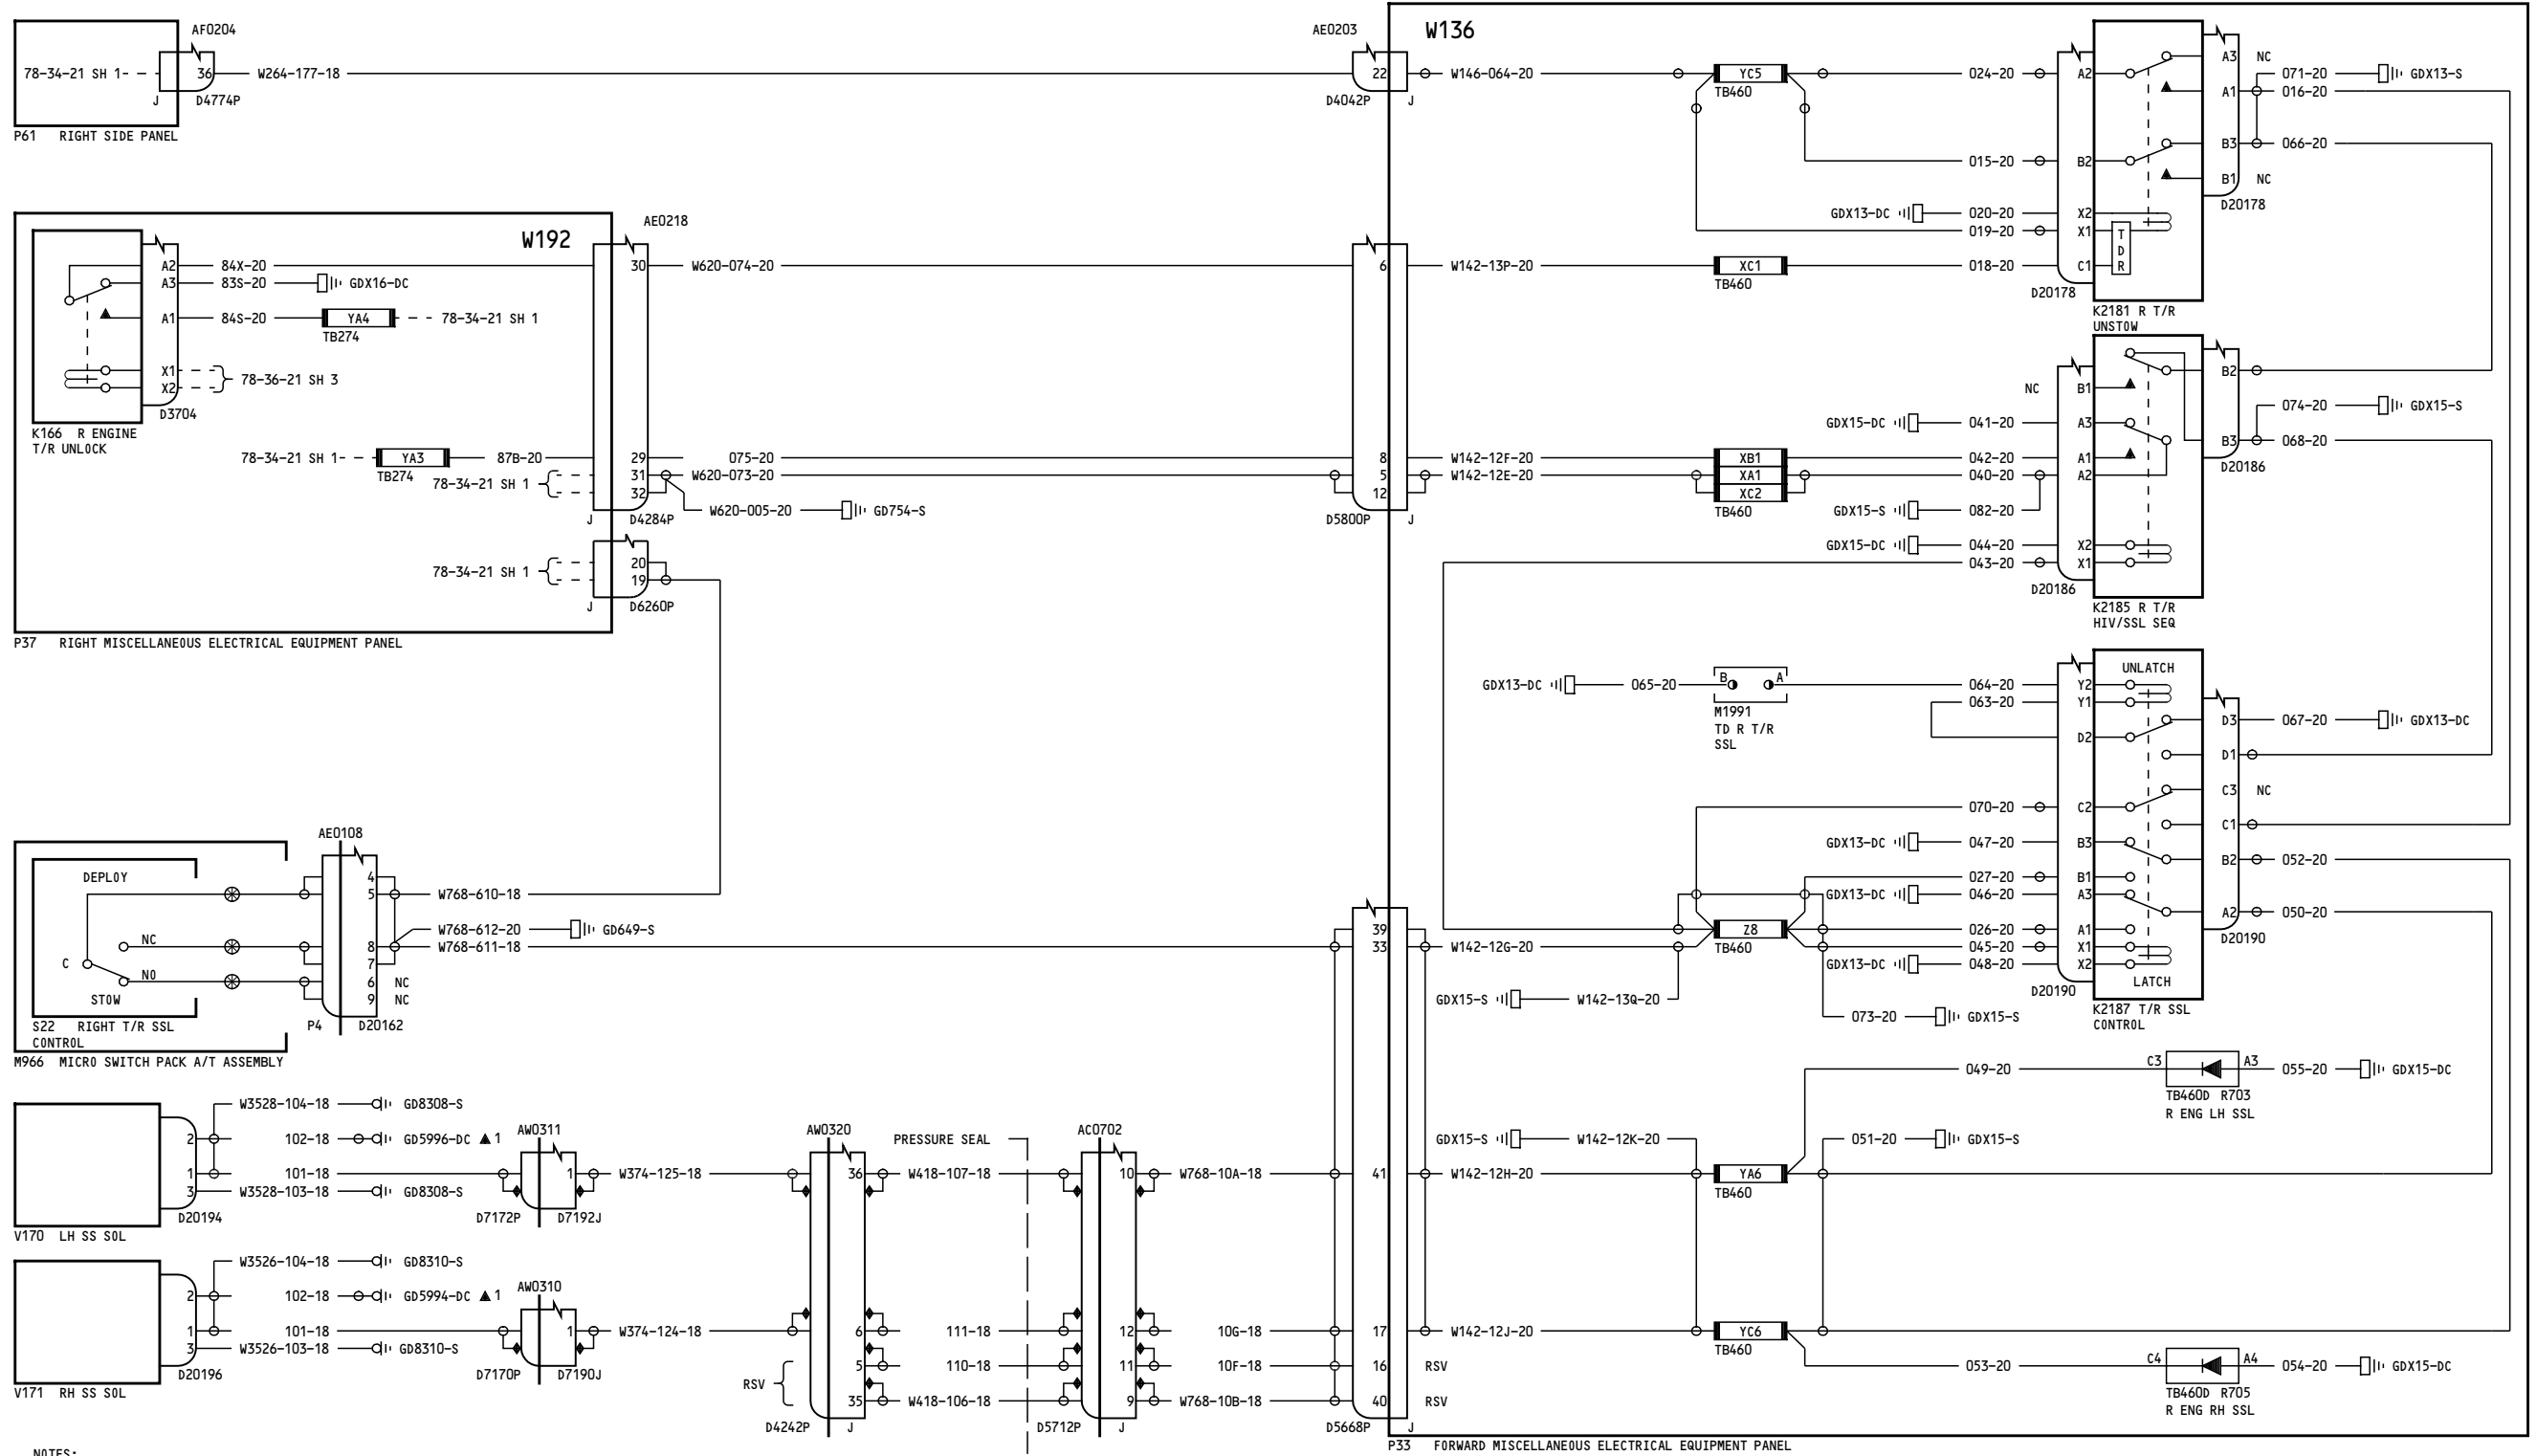 AF0204
78-34-21 SH 1
36
W264-177-18
J
D4774P
P61 RIGHT SIDE PANEL
AE0203
22
D4042P
J
W136
W146-064-20
YC5
TB460
024-20
A2
A3
NC
071-20
GDX13-S
A1
016-20
015-20
B2
B3
066-20
B1
NC
D20178
GDX13-DC
020-20
X2
019-20
X1
T
D
R
C1
D20178
K2181 R T/R
UNSTOW
W192
AE0218
A2
84X-20
30
W620-074-20
6
W142-13P-20
XC1
TB460
018-20
A3
83S-20
GDX16-DC
A1
84S-20
YA4
TB274
78-34-21 SH 1
X1
X2
78-36-21 SH 3
D3704
K166 R ENGINE
T/R UNLOCK
78-34-21 SH 1
YA3
TB274
87B-20
29
075-20
8
W142-12F-20
XB1
042-20
A1
78-34-21 SH 1
31
W620-073-20
5
W142-12E-20
XA1
040-20
A2
32
12
XC2
TB460
W620-005-20
GD754-S
J
D4284P
D5800P
J
NC
B1
B2
GDX15-DC
041-20
A3
074-20
GDX15-S
B3
068-20
D20186
GDX15-S
082-20
GDX15-DC
044-20
X2
043-20
X1
D20186
K2185 R T/R
HIV/SSL SEQ
78-34-21 SH 1
20
19
J
D6260P
P37 RIGHT MISCELLANEOUS ELECTRICAL EQUIPMENT PANEL
GDX13-DC
065-20
B
A
M1991
TD R T/R
SSL
064-20
Y2
UNLATCH
063-20
Y1
D2
D3
067-20
GDX13-DC
D1
C3
NC
070-20
C2
C1
GDX13-DC
047-20
B3
B2
052-20
027-20
B1
GDX13-DC
046-20
A3
A2
050-20
D20190
026-20
A1
045-20
X1
GDX13-DC
048-20
X2
LATCH
D20190
K2187 T/R SSL
CONTROL
AE0108
DEPLOY
4
5
W768-610-18
W768-612-20
GD649-S
NC
8
W768-611-18
C
7
NO
6
NC
STOW
9
NC
S22 RIGHT T/R SSL
CONTROL
P4
D20162
M966 MICRO SWITCH PACK A/T ASSEMBLY
39
33
W142-12G-20
Z8
TB460
GDX15-S
W142-13Q-20
073-20
GDX15-S
049-20
C3
A3
055-20
GDX15-DC
TB460D R703
R ENG LH SSL
W3528-104-18
GD8308-S
2
102-18
GD5996-DC
1
AW0311
1
101-18
1
W374-125-18
3
W3528-103-18
GD8308-S
D20194
D7172P
D7192J
V170 LH SS SOL
AW0320
PRESSURE SEAL
AC0702
36
W418-107-18
10
W768-10A-18
41
W142-12H-20
GDX15-S
W142-12K-20
YA6
TB460
051-20
GDX15-S
W3526-104-18
GD8310-S
2
102-18
GD5994-DC
1
AW0310
1
101-18
1
W374-124-18
3
W3526-103-18
GD8310-S
D20196
D7170P
D7190J
V171 RH SS SOL
6
111-18
12
10G-18
17
W142-12J-20
YC6
TB460
RSV
5
110-18
11
10F-18
16
RSV
35
W418-106-18
9
W768-10B-18
40
RSV
D4242P
J
D5712P
J
D5668P
J
053-20
C4
A4
054-20
GDX15-DC
TB460D R705
R ENG RH SSL
P33 FORWARD MISCELLANEOUS ELECTRICAL EQUIPMENT PANEL
NOTES: